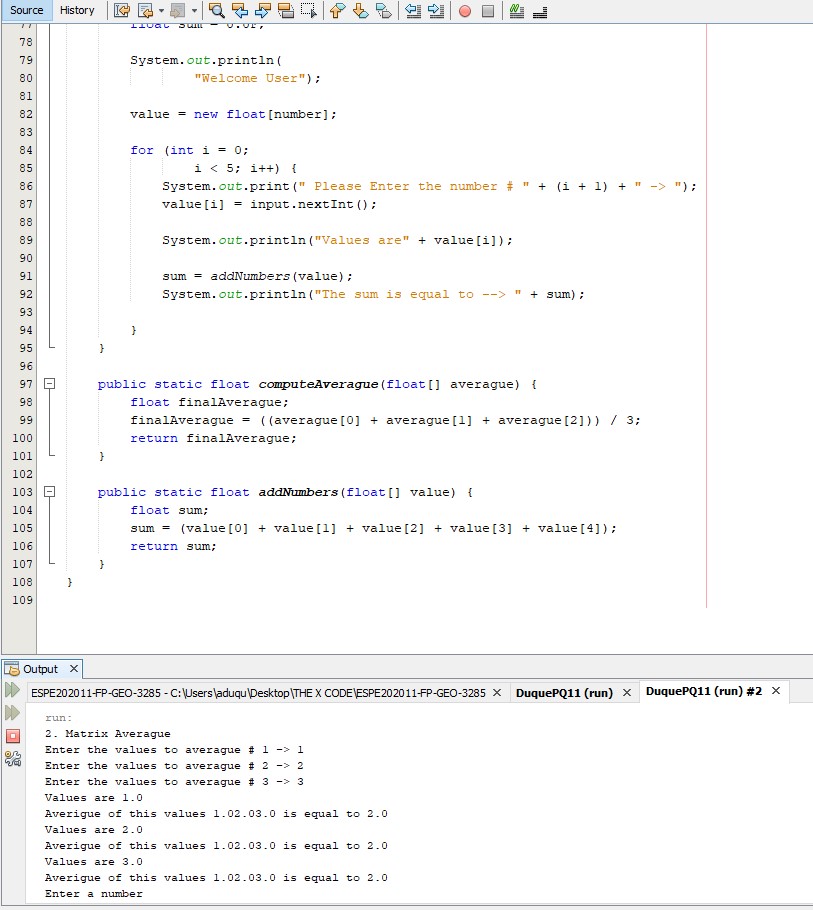 Source History
77 float sum = 0.0F;
78
79 System.out.println(
80 "Welcome User");
81
82 value = new float[number];
83
84 for (int i = 0;
85 i < 5; i++) {
86 System.out.print(" Please Enter the number # " + (i + 1) + " -> ");
87 value[i] = input.nextInt();
88
89 System.out.println("Values are" + value[i]);
90
91 sum = addNumbers(value);
92 System.out.println("The sum is equal to --> " + sum);
93
94 }
95 }
96
97 public static float computeAverague(float[] averague) {
98 float finalAverague;
99 finalAverague = ((averague[0] + averague[1] + averague[2])) / 3;
100 return finalAverague;
101 }
102
103 public static float addNumbers(float[] value) {
104 float sum;
105 sum = (value[0] + value[1] + value[2] + value[3] + value[4]);
106 return sum;
107 }
108 }
109
Output
ESPE202011-FP-GEO-3285 - C:\Users\aduqu\Desktop\THE X CODE\ESPE202011-FP-GEO-3285 DuquePQ11 (run) DuquePQ11 (run) #2
run:
2. Matrix Averague
Enter the values to averague # 1 -> 1
Enter the values to averague # 2 -> 2
Enter the values to averague # 3 -> 3
Values are 1.0
Averigue of this values 1.02.03.0 is equal to 2.0
Values are 2.0
Averigue of this values 1.02.03.0 is equal to 2.0
Values are 3.0
Averigue of this values 1.02.03.0 is equal to 2.0
Enter a number